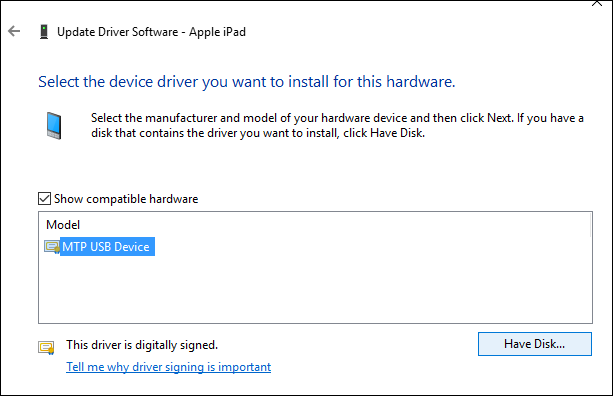 Update Driver Software - Apple iPad
Select the device driver you want to install for this hardware.
Select the manufacturer and model of your hardware device and then click Next. If you have a
disk that contains the driver you want to install, click Have Disk.
Show compatible hardware
Model
MTP USB Device
This driver is digitally signed.
Have Disk...
Tell me why driver signing is important